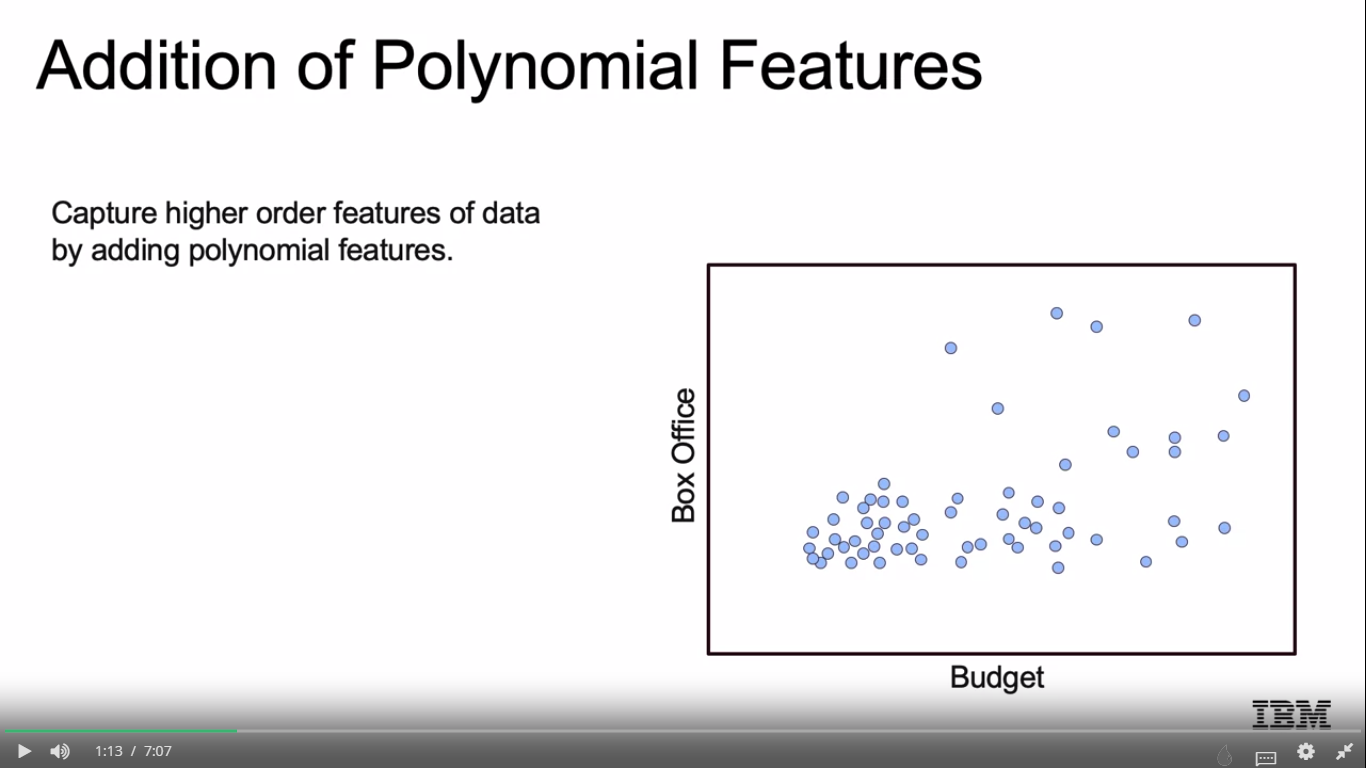 Addition of Polynomial Features
Capture higher order features of data
by adding polynomial features.
Box Office
Budget
IBM
1:13 / 7:07